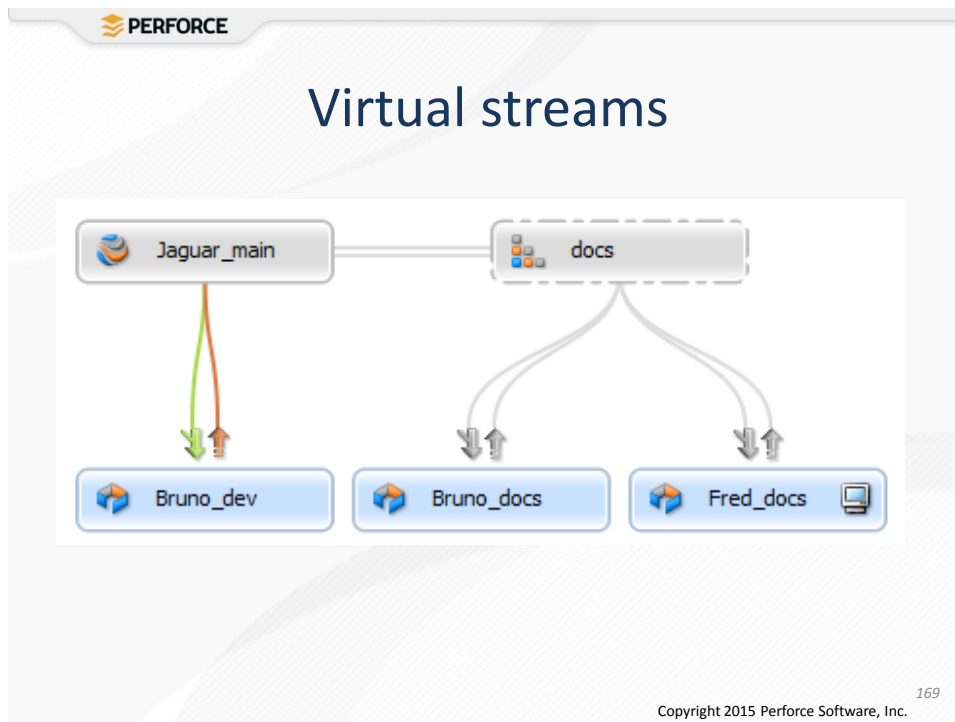 PERFORCE
Virtual streams
Jaguar_main
docs
Bruno_dev
Bruno_docs
Fred_docs
169
Copyright 2015 Perforce Software, Inc.